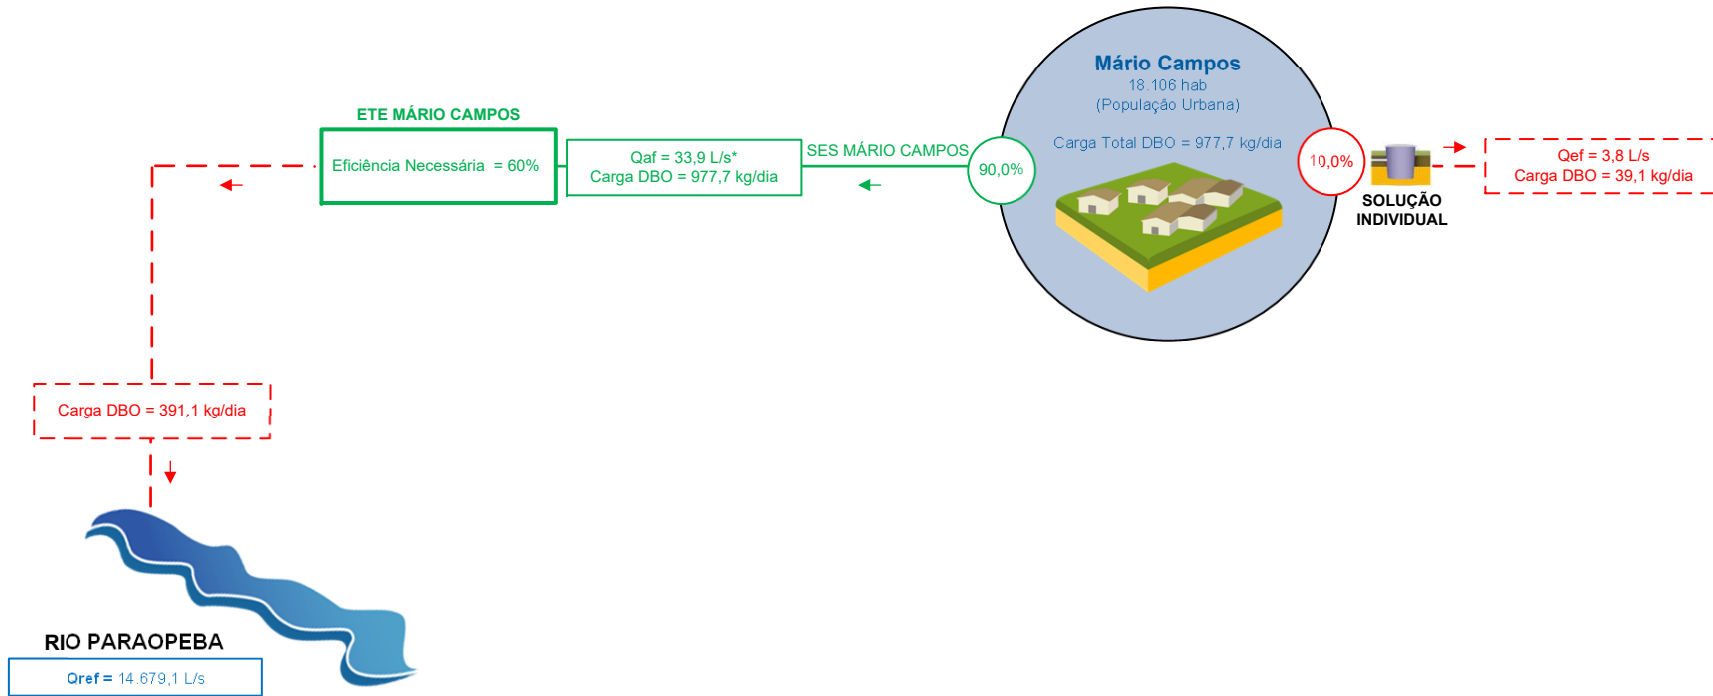 Mário Campos
18.106 hab
(População Urbana)
Carga Total DBO = 977,7 kg/dia
ETE MÁRIO CAMPOS
Eficiência Necessária = 60%
Qaf = 33,9 L/s*
Carga DBO = 977,7 kg/dia
SES MÁRIO CAMPOS
90,0%
10,0%
SOLUÇÃO
INDIVIDUAL
Qef = 3,8 L/s
Carga DBO = 39,1 kg/dia
Carga DBO = 391,1 kg/dia
RIO PARAOPEBA
Qref = 14.679,1 L/s